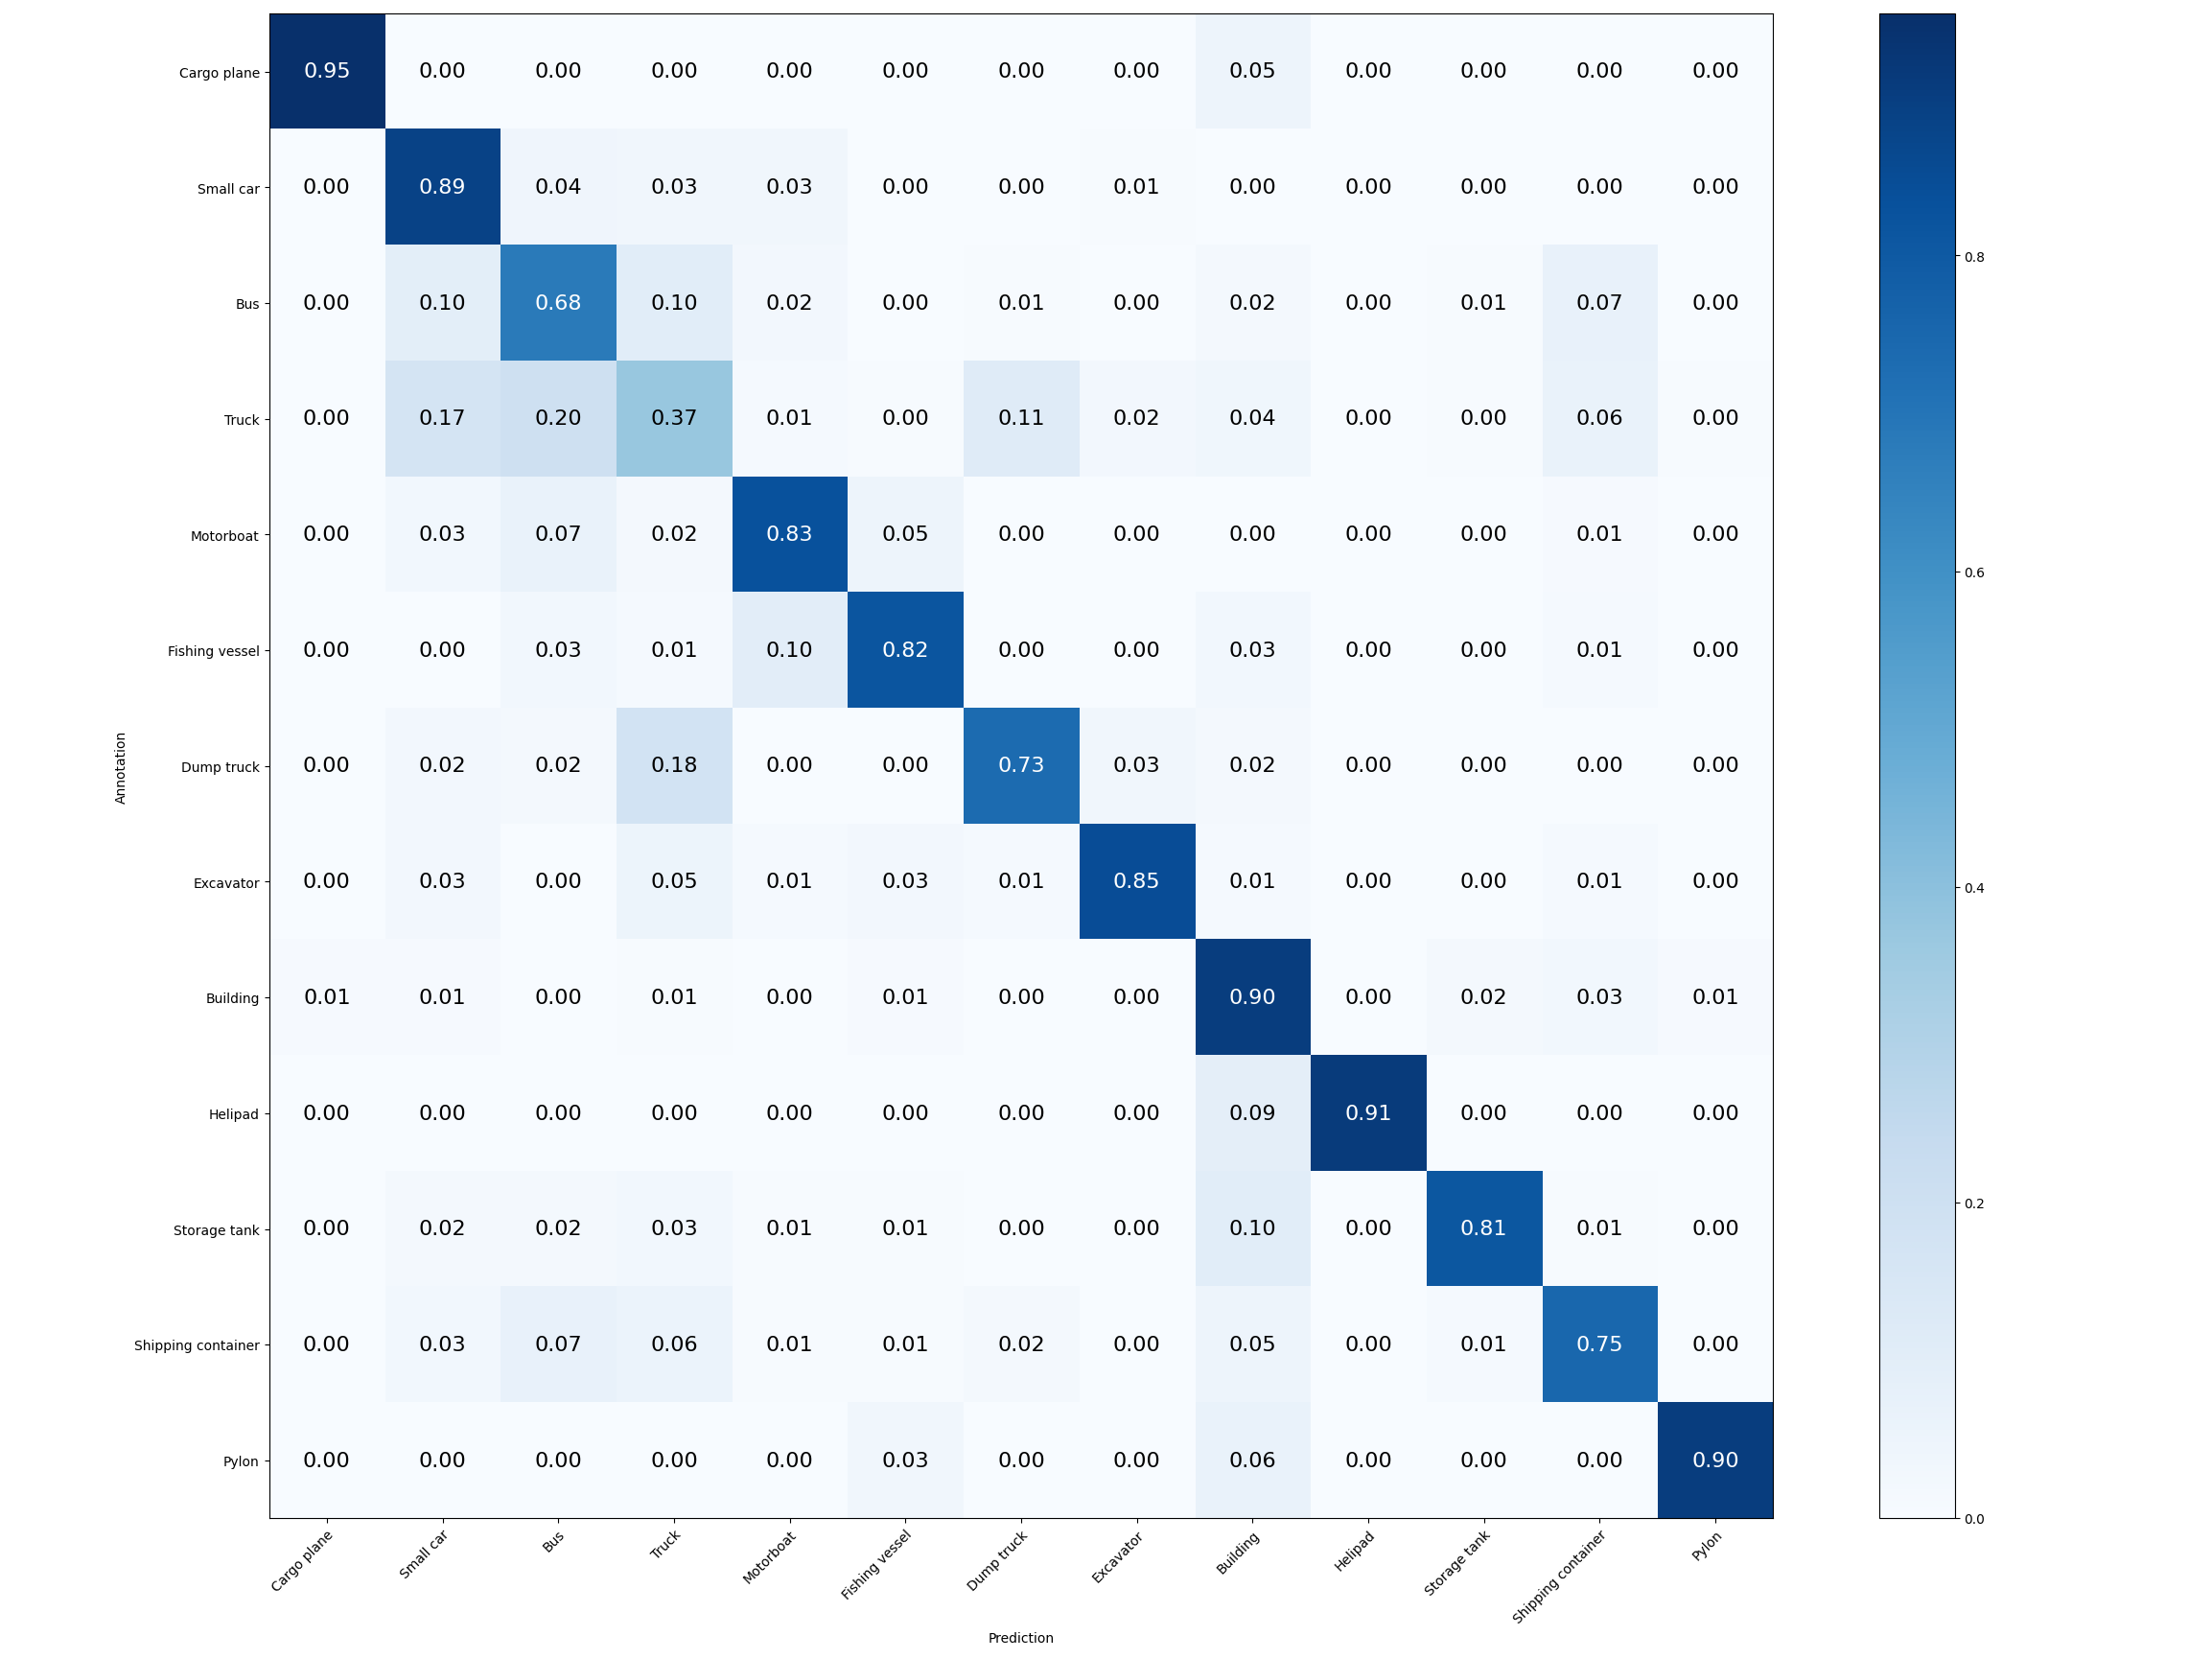 Cargo plane 0.95 0.00 0.00 0.00 0.00 0.00 0.00 0.00 0.05 0.00 0.00 0.00 0.00
Small car 0.00 0.89 0.04 0.03 0.03 0.00 0.00 0.01 0.00 0.00 0.00 0.00 0.00
0.8
Bus 0.00 0.10 0.68 0.10 0.02 0.00 0.01 0.00 0.02 0.00 0.01 0.07 0.00
Truck 0.00 0.17 0.20 0.37 0.01 0.00 0.11 0.02 0.04 0.00 0.00 0.06 0.00
Motorboat 0.00 0.03 0.07 0.02 0.83 0.05 0.00 0.00 0.00 0.00 0.00 0.01 0.00
0.6
Fishing vessel 0.00 0.00 0.03 0.01 0.10 0.82 0.00 0.00 0.03 0.00 0.00 0.01 0.00
Annotation
Dump truck 0.00 0.02 0.02 0.18 0.00 0.00 0.73 0.03 0.02 0.00 0.00 0.00 0.00
Excavator 0.00 0.03 0.00 0.05 0.01 0.03 0.01 0.85 0.01 0.00 0.00 0.01 0.00
0.4
Building 0.01 0.01 0.00 0.01 0.00 0.01 0.00 0.00 0.90 0.00 0.02 0.03 0.01
Helipad 0.00 0.00 0.00 0.00 0.00 0.00 0.00 0.00 0.09 0.91 0.00 0.00 0.00
0.2
Storage tank 0.00 0.02 0.02 0.03 0.01 0.01 0.00 0.00 0.10 0.00 0.81 0.01 0.00
Shipping container 0.00 0.03 0.07 0.06 0.01 0.01 0.02 0.00 0.05 0.00 0.01 0.75 0.00
Pylon 0.00 0.00 0.00 0.00 0.00 0.03 0.00 0.00 0.06 0.00 0.00 0.00 0.90
0.0
Cargo plane Small car Bus Truck Motorboat Fishing vessel Dump truck Excavator Building Helipad Storage tank Shipping container Pylon
Prediction